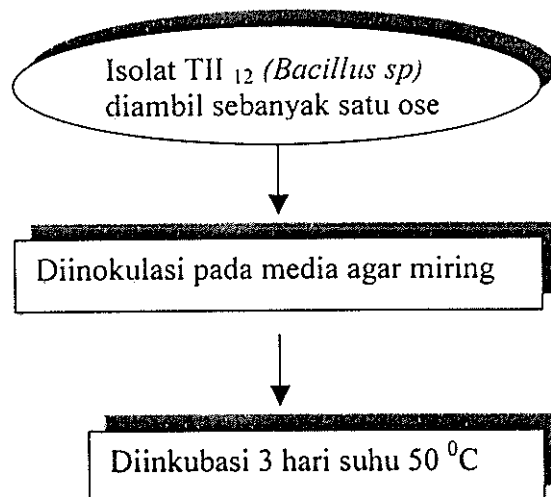 Isolat TII 12 (Bacillus sp)
diambil sebanyak satu ose
Diinokulasi pada media agar miring
Diinkubasi 3 hari suhu 50 ⁰C